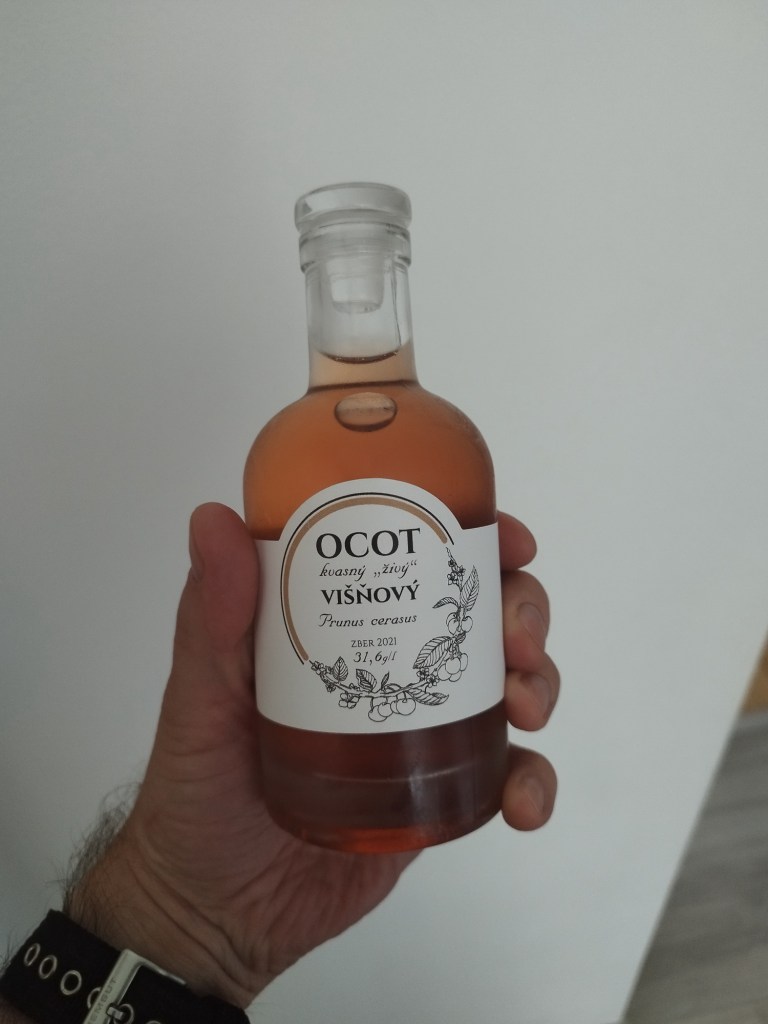 OCOT
kvasný „živý“
VIŠŇOVÝ
Prunus cerasus
ZBER 2021
31,6g/l